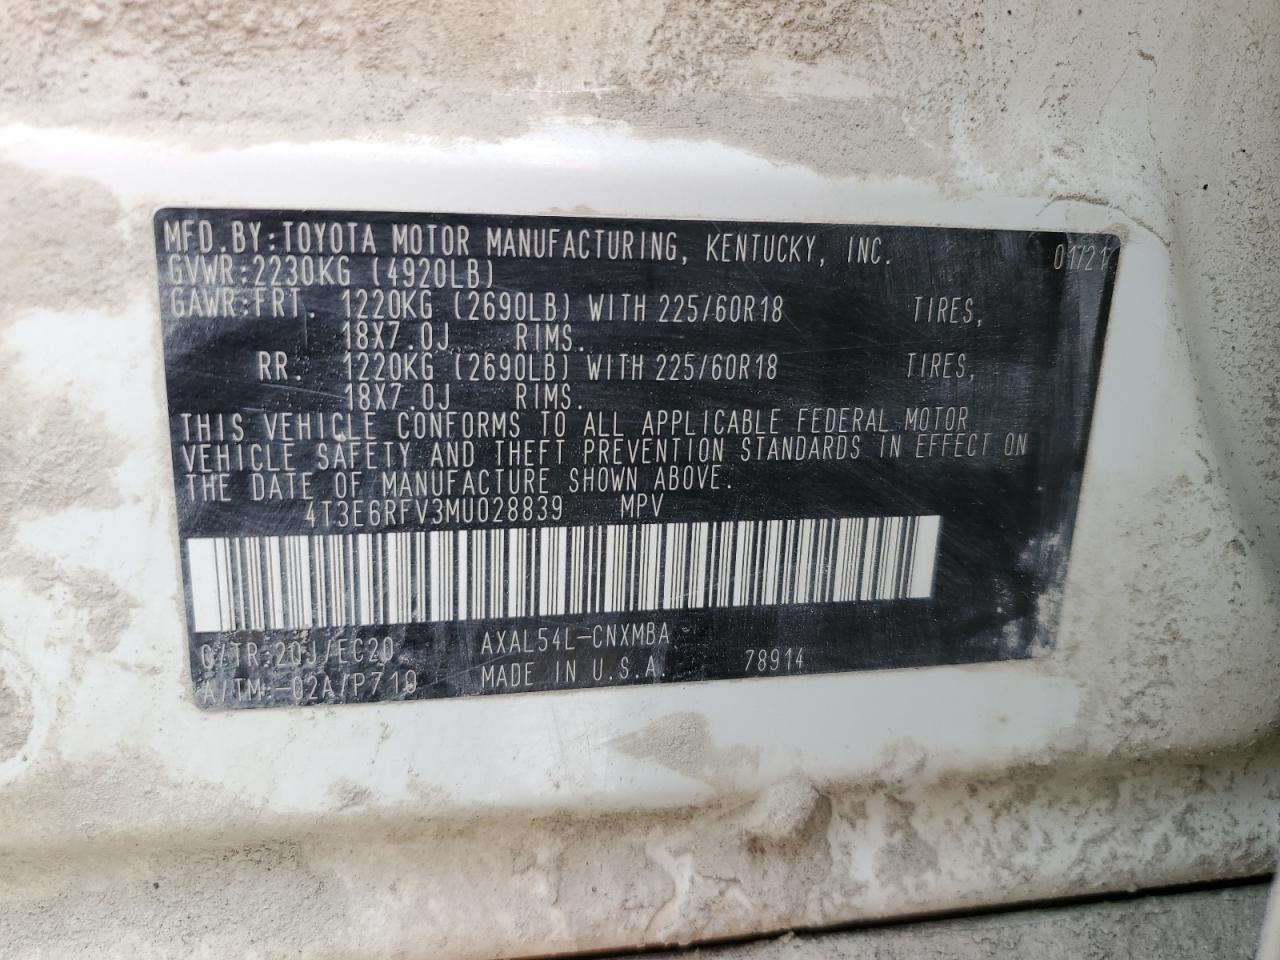 MFD.BY:TOYOTA MOTOR MANUFACTURING, KENTUCKY, INC. 01/21
GVWR:2230KG (4920LB)
GAWR:FRT. 1220KG (2690LB) WITH 225/60R18 TIRES,
18X7.0J RIMS.
RR. 1220KG (2690LB) WITH 225/60R18 TIRES,
18X7.0J RIMS.
THIS VEHICLE CONFORMS TO ALL APPLICABLE FEDERAL MOTOR
VEHICLE SAFETY AND THEFT PREVENTION STANDARDS IN EFFECT ON
THE DATE OF MANUFACTURE SHOWN ABOVE.
4T3E6RFV3MU028839 MPV
C/TR:20J/EC20 AXAL54L-CNXMBA
A/TM:-02A/P719 MADE IN U.S.A. 78914